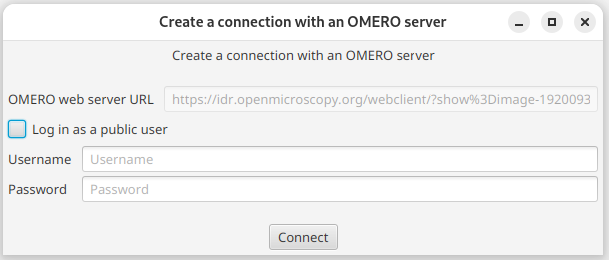 Create a connection with an OMERO server
Create a connection with an OMERO server
OMERO web server URL https://idr.openmicroscopy.org/webclient/?show%3Dimage-1920093
Log in as a public user
Username Username
Password Password
Connect